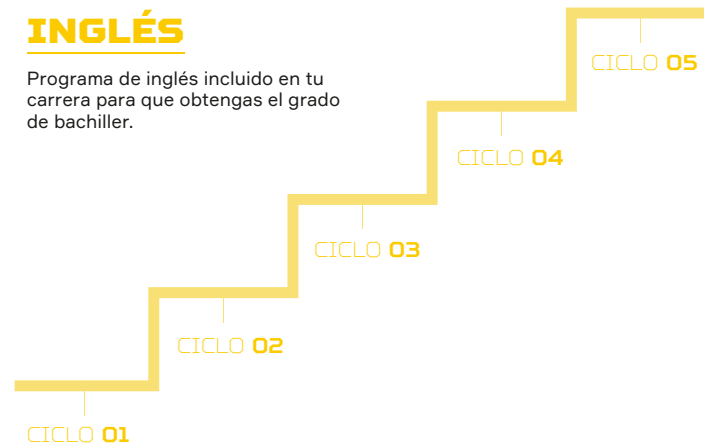 INGLÉS
Programa de inglés incluido en tu
carrera para que obtengas el grado
de bachiller.
CICLO 05
CICLO 04
CICLO 03
CICLO 02
CICLO 01